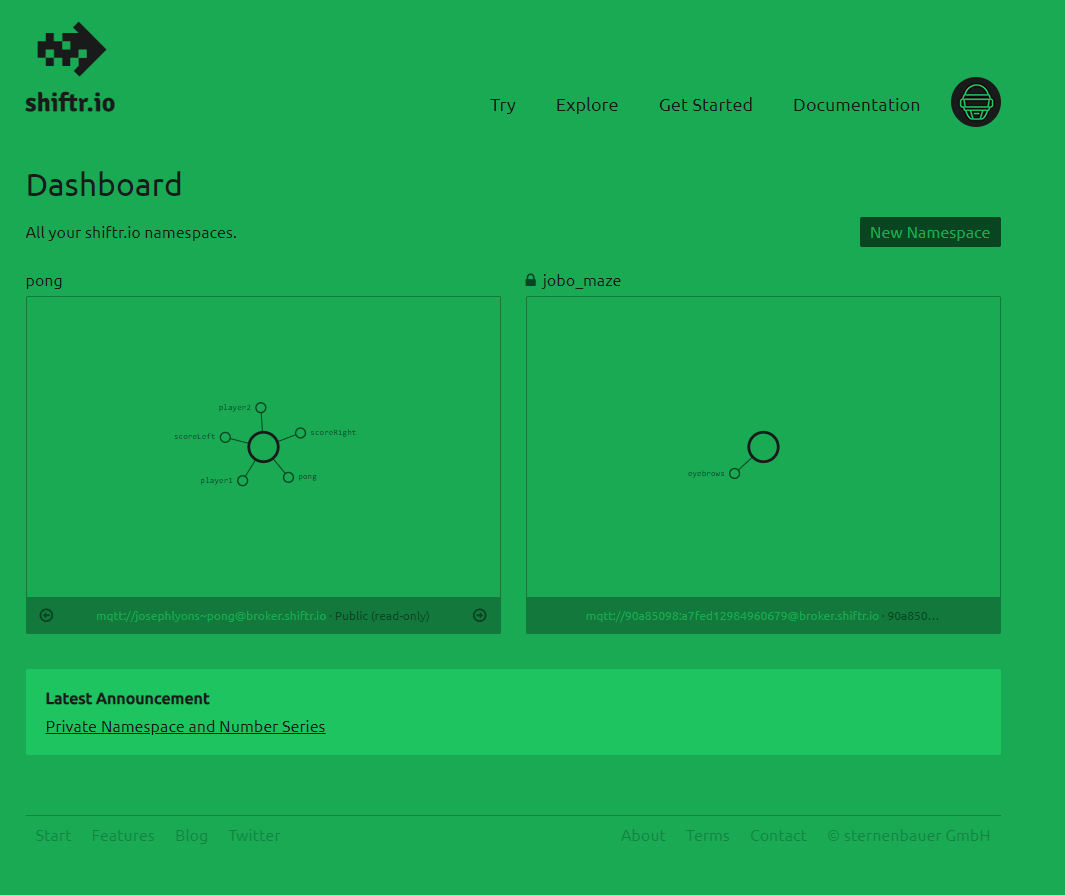 shiftr.io
Try Explore Get Started Documentation
Dashboard
All your shiftr.io namespaces.
New Namespace
pong
player2
scoreLeft
scoreRight
player1
pong
mqtt://josephlyons~pong@broker.shiftr.io · Public (read-only)
jobo_maze
eyebrows
mqtt://90a85098:a7fed12984960679@broker.shiftr.io · 90a850...
Latest Announcement
Private Namespace and Number Series
Start Features Blog Twitter
About Terms Contact © sternenbauer GmbH